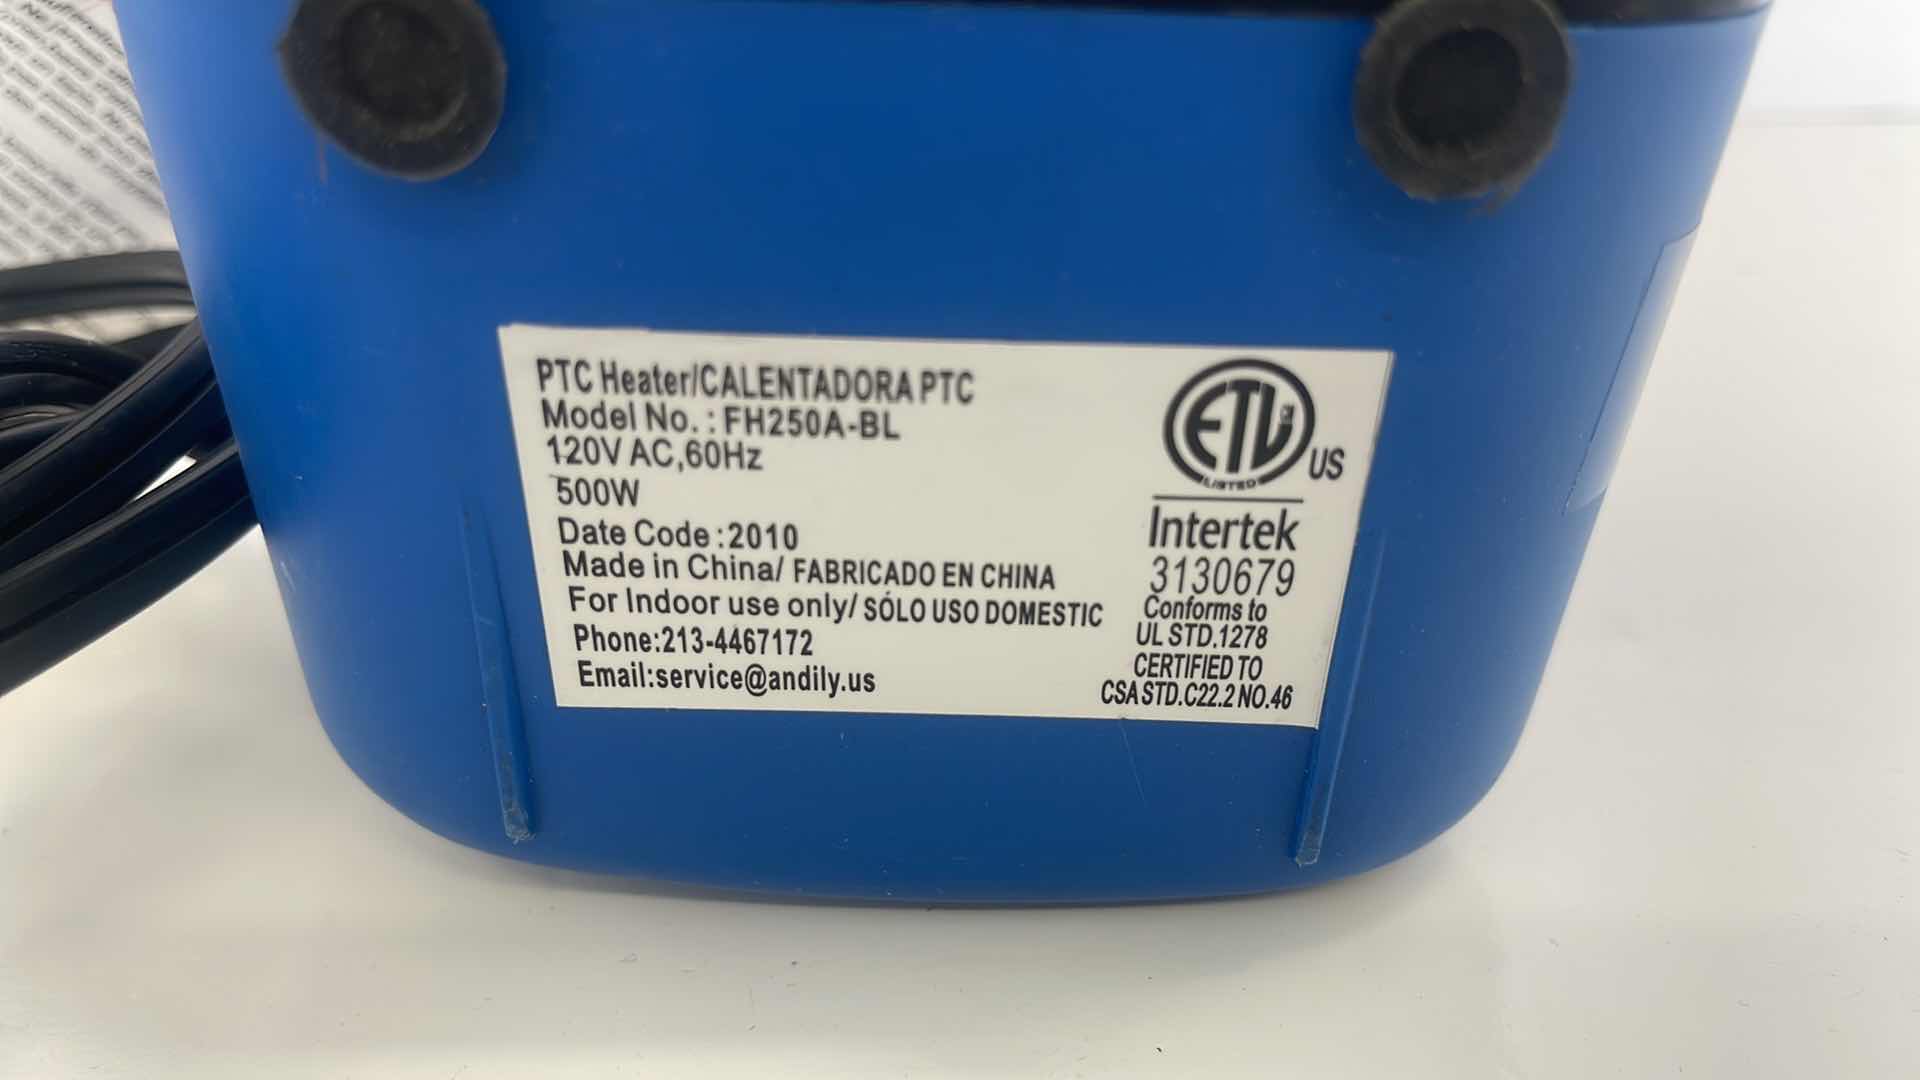 PTC Heater/CALENTADORA PTC
Model No. : FH250A-BL
120V AC,60Hz
500W
Date Code :2010
Made in China/ FABRICADO EN CHINA
For Indoor use only/ SÓLO USO DOMESTIC
Phone:213-4467172
Email:service@andily.us
ETL
LISTED
US
Intertek
3130679
Conforms to
UL STD.1278
CERTIFIED TO
CSA STD.C22.2 NO.46